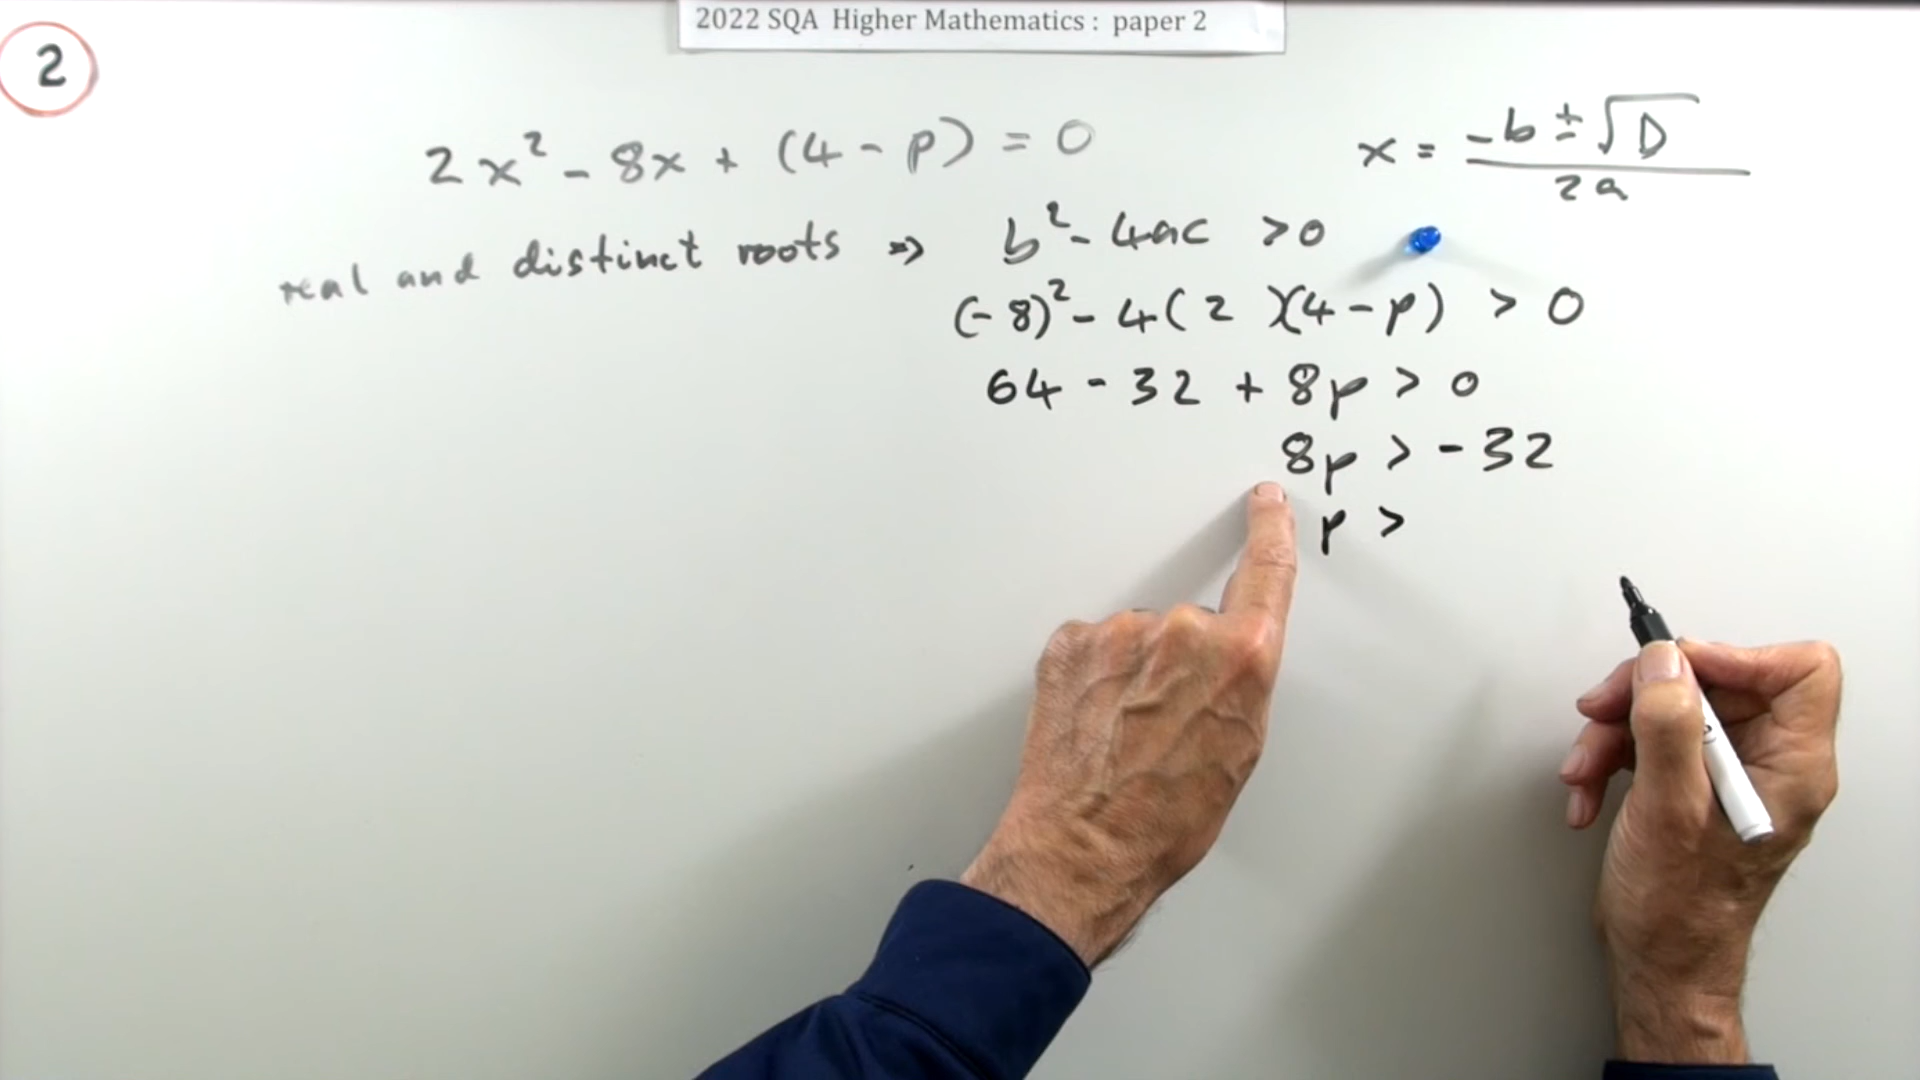 2022 SQA Higher Mathematics : paper 2
2
2x² - 8x + (4 - p) = 0
x = -b ± √D / 2a
real and distinct roots ⇒ b² - 4ac > 0
(-8)² - 4(2)(4 - p) > 0
64 - 32 + 8p > 0
8p > -32
p >